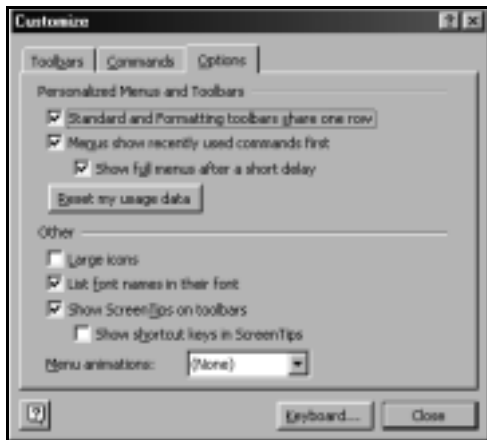 Customize
Toolbars Commands Options
Personalized Menus and Toolbars
Standard and Formatting toolbars share one row
Menus show recently used commands first
Show full menus after a short delay
Reset my usage data
Other
Large icons
List font names in their font
Show ScreenTips on toolbars
Show shortcut keys in ScreenTips
Menu animations: (None)
Keyboard... Close